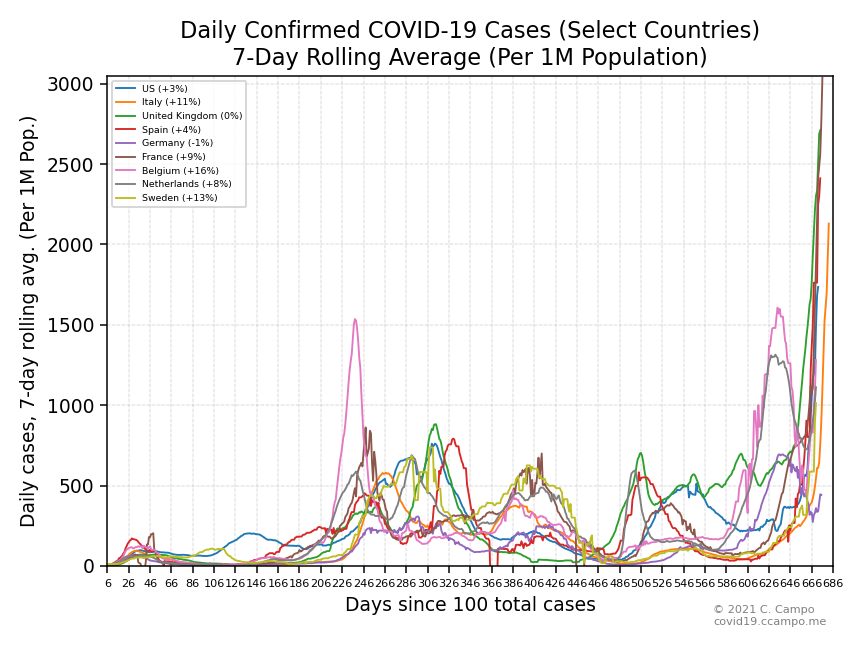 Daily Confirmed COVID-19 Cases (Select Countries)
7-Day Rolling Average (Per 1M Population)
Daily cases, 7-day rolling avg. (Per 1M Pop.)
3000
2500
2000
1500
1000
500
0
US (+3%)
Italy (+11%)
United Kingdom (0%)
Spain (+4%)
Germany (-1%)
France (+9%)
Belgium (+16%)
Netherlands (+8%)
Sweden (+13%)
6 26 46 66 86 106 126 146 166 186 206 226 246 266 286 306 326 346 366 386 406 426 446 466 486 506 526 546 566 586 606 626 646 666 686
Days since 100 total cases
© 2021 C. Campo
covid19.ccampo.me